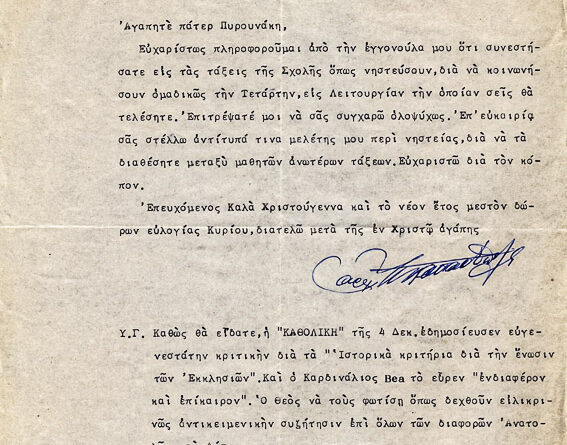 Ἀγαπητὲ πάτερ Πυρουνάκη,
Εὐχαρίστως πληροφοροῦμαι ἀπὸ τὴν ἐγγονούλα μου ὅτι συνεστή-
σατε εἰς τὰς τάξεις τῆς Σχολῆς ὅπως νηστεύσουν,διὰ νὰ κοινωνή-
σουν ὁμαδικῶς τὴν Τετάρτην,εἰς Λειτουργίαν τὴν ὁποίαν σεῖς θὰ
τελέσητε.Ἐπιτρέψατέ μοι νὰ σᾶς συγχαρῶ ὁλοψύχως.Ἐπ'εὐκαιρίᾳ
σᾶς στέλλω ἀντίτυπά τινα μελέτης μου περὶ νηστείας,διὰ νὰ τὰ
διαθέσητε μεταξὺ μαθητῶν ἀνωτέρων τάξεων.Εὐχαριστῶ διὰ τὸν κό-
πον.
Ἐπευχόμενος Καλὰ Χριστούγεννα καὶ τὸ νέον ἔτος μεστὸν δώ-
ρων εὐλογίας Κυρίου,διατελῶ μετὰ τῆς ἐν Χριστῷ ἀγάπης
Υ.Γ. Καθὼς θὰ εἴδατε,ἡ "ΚΑΘΟΛΙΚΗ" τῆς 4 Δεκ.ἐδημοσίευσεν εὐγε-
νεστάτην κριτικὴν διὰ τὰ "Ἱστορικὰ κριτήρια διὰ τὴν ἕνωσιν
τῶν Ἐκκλησιῶν".Καὶ ὁ Καρδινάλιος Bea τὸ εὗρεν "ἐνδιαφέρον
καὶ ἐπίκαιρον". Ὁ Θεὸς νὰ τοὺς φωτίσῃ ὅπως δεχθοῦν εἰλικρι-
νῶς ἀντικειμενικὴν συζήτησιν ἐπὶ ὅλων τῶν διαφορῶν Ἀνατο-